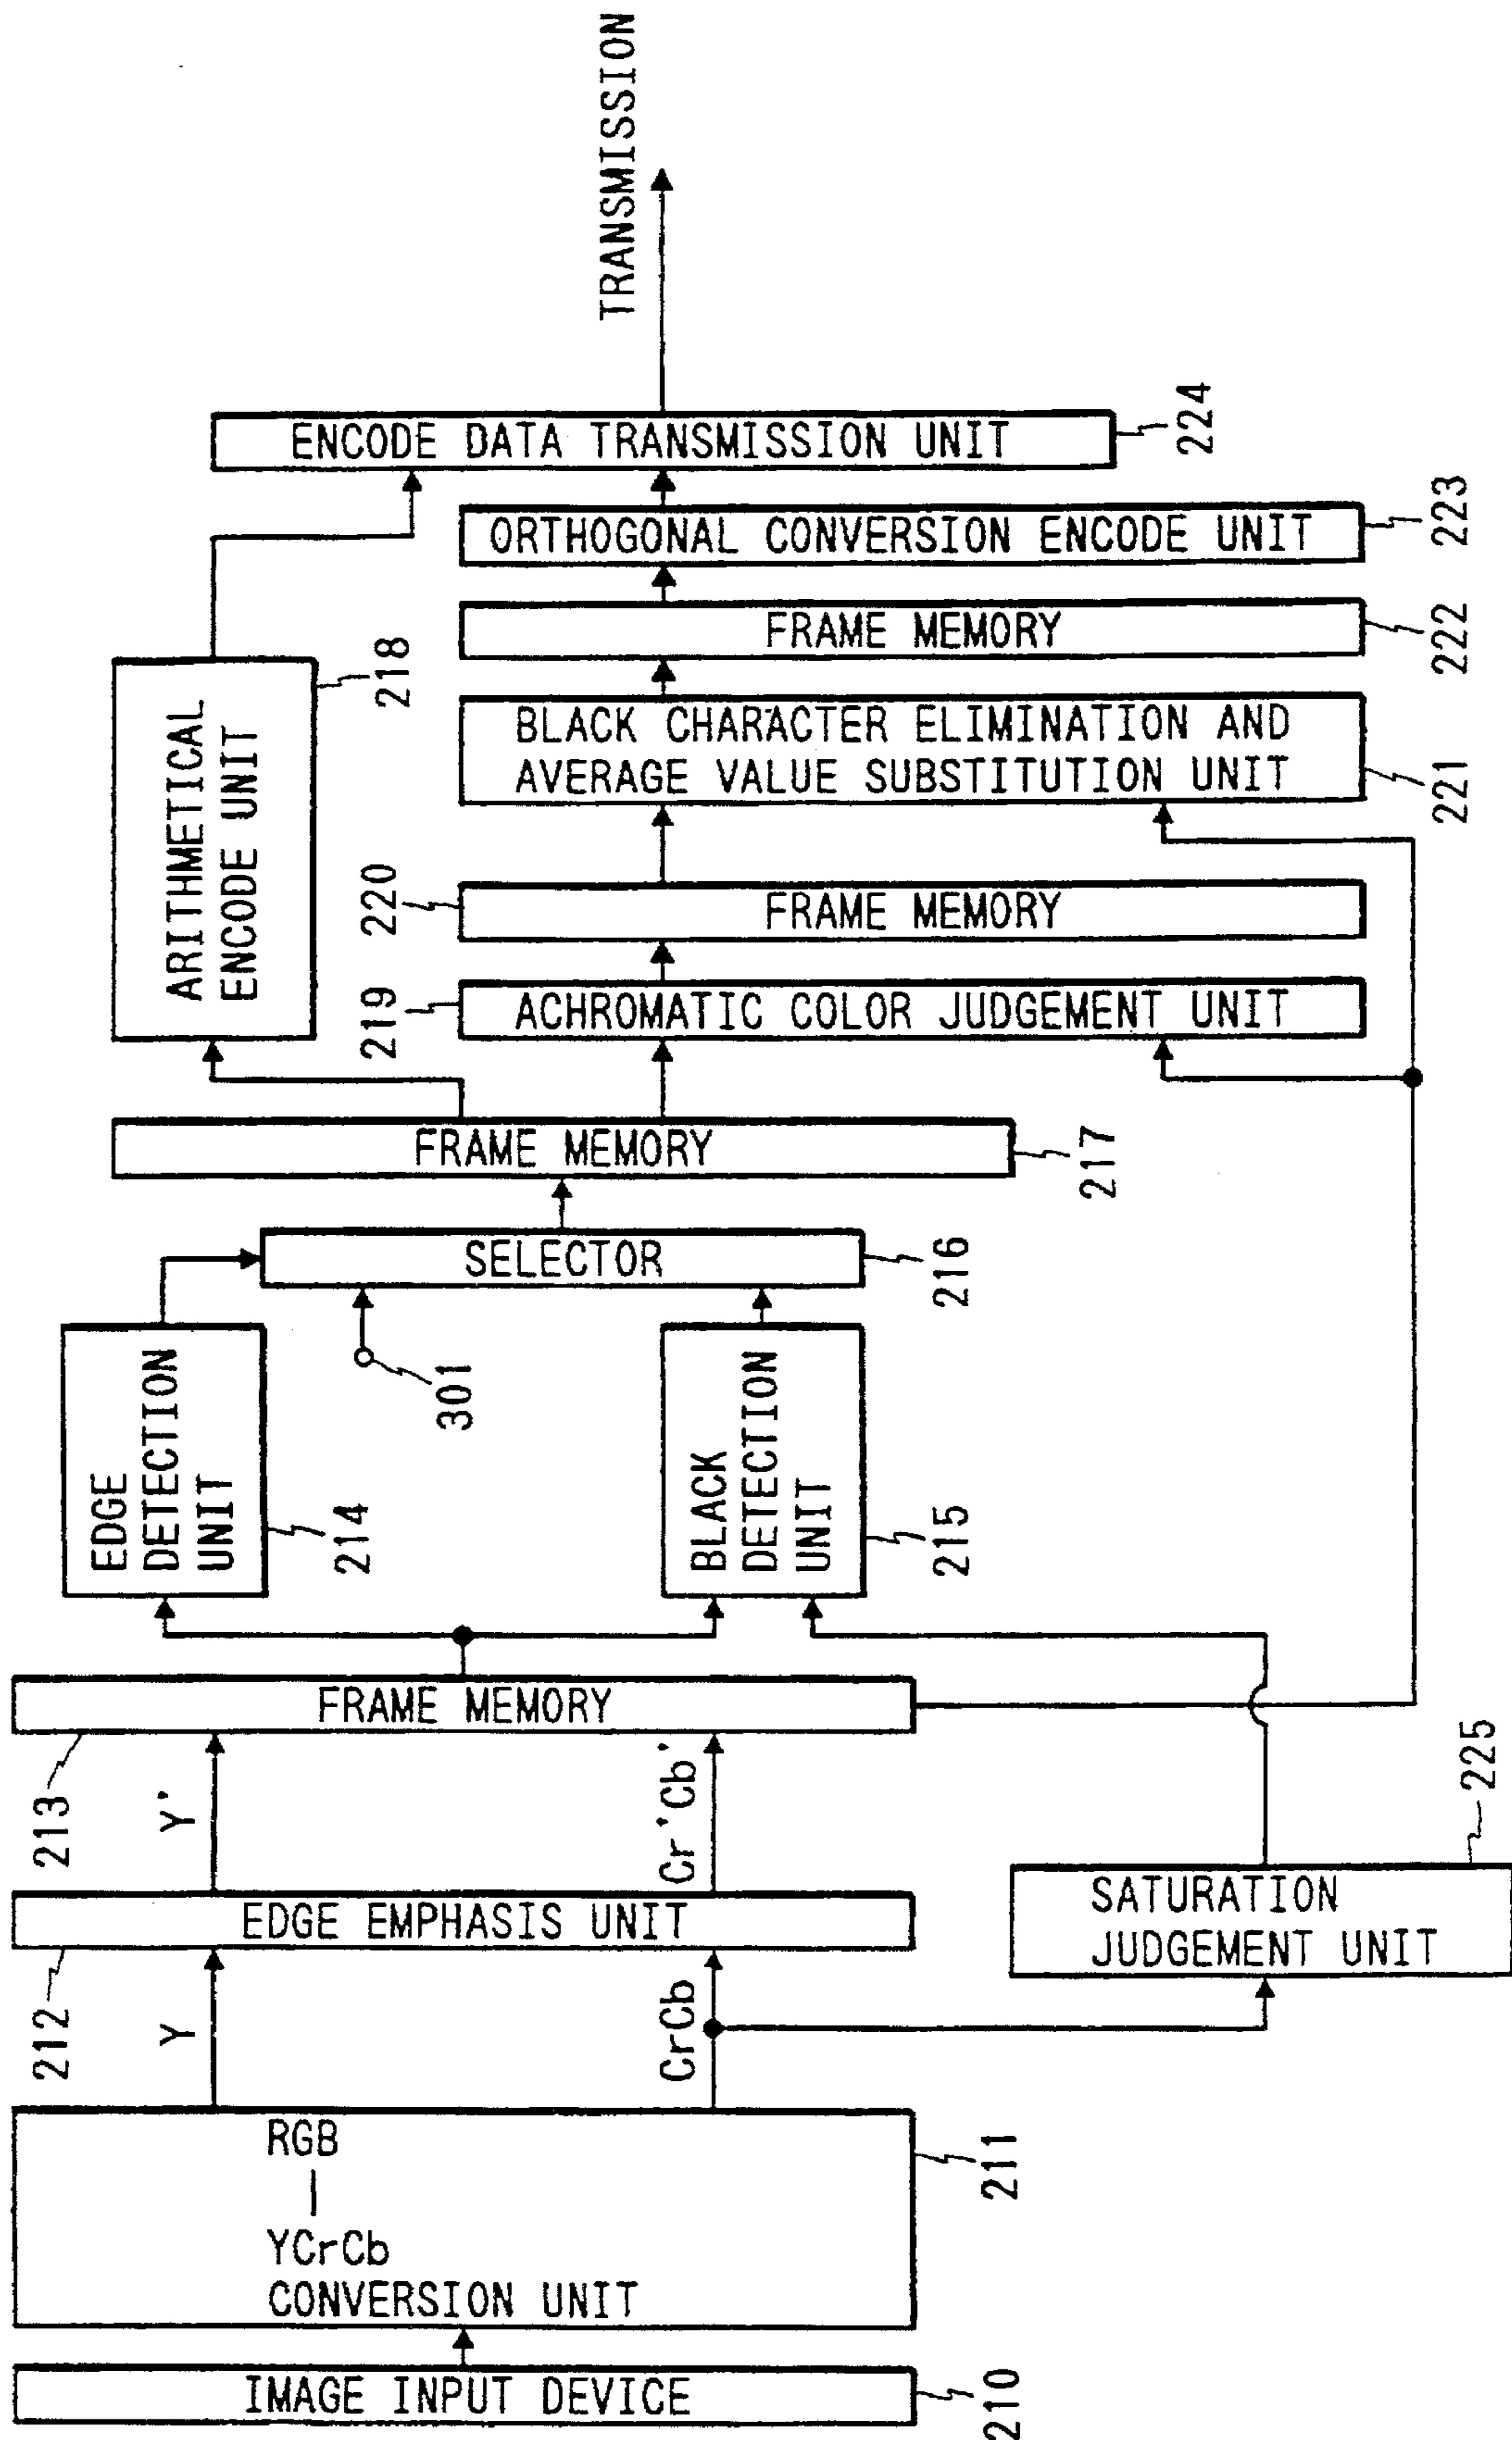 IMAGE INPUT DEVICE
210
RGB
—
YCrCb
CONVERSION UNIT
211
Y
CrCb
212
EDGE EMPHASIS UNIT
Y'
Cr'Cb'
213
FRAME MEMORY
SATURATION
JUDGEMENT UNIT
225
EDGE
DETECTION
UNIT
214
BLACK
DETECTION
UNIT
215
301
SELECTOR
216
FRAME MEMORY
217
ARITHMETICAL
ENCODE UNIT
218
219
ACHROMATIC COLOR JUDGEMENT UNIT
220
FRAME MEMORY
BLACK CHARACTER ELIMINATION AND
AVERAGE VALUE SUBSTITUTION UNIT
221
FRAME MEMORY
222
ORTHOGONAL CONVERSION ENCODE UNIT
223
ENCODE DATA TRANSMISSION UNIT
224
TRANSMISSION